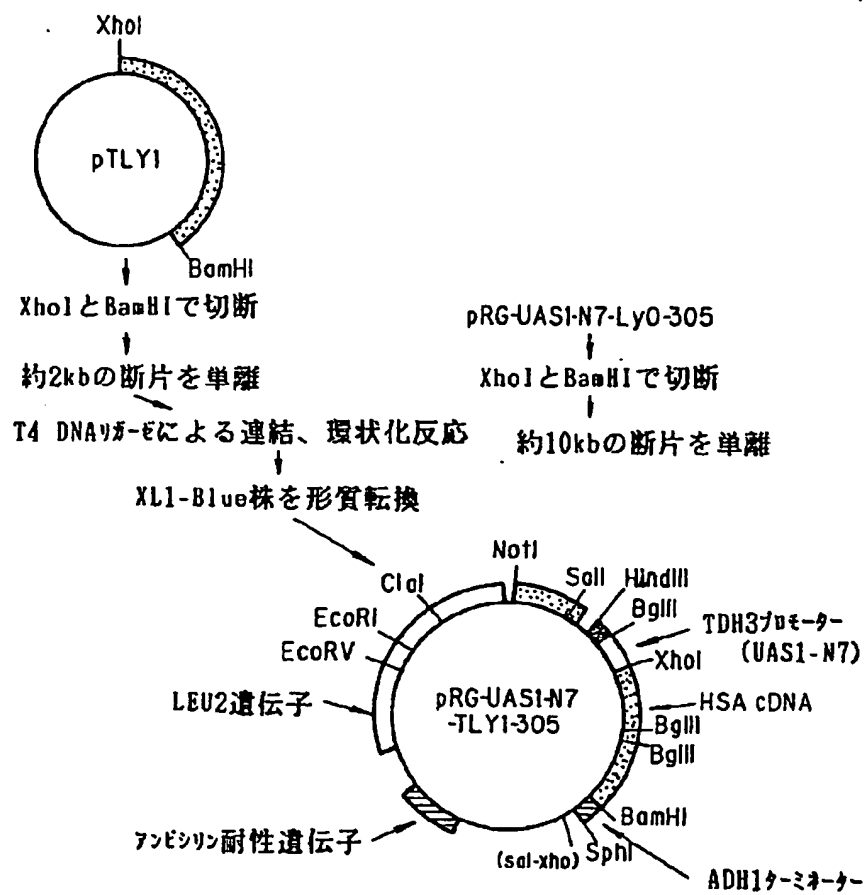 XhoI
pTLY1
BamHI
XhoIとBamHIで切断
約2kbの断片を単離
pRG-UAS1-N7-LyO-305
XhoIとBamHIで切断
約10kbの断片を単離
T4 DNAリガーゼによる連結、環状化反応
XL1-Blue株を形質転換
NotI
ClaI
SalI
HindIII
EcoRI
BglII
TDH3プロモーター
(UAS1-N7)
EcoRV
XhoI
LEU2遺伝子
pRG-UAS1-N7
-TLY1-305
HSA cDNA
BglII
BglII
BamHI
アンピシリン耐性遺伝子
(sal-xho)
SphI
ADH1ターミネーター